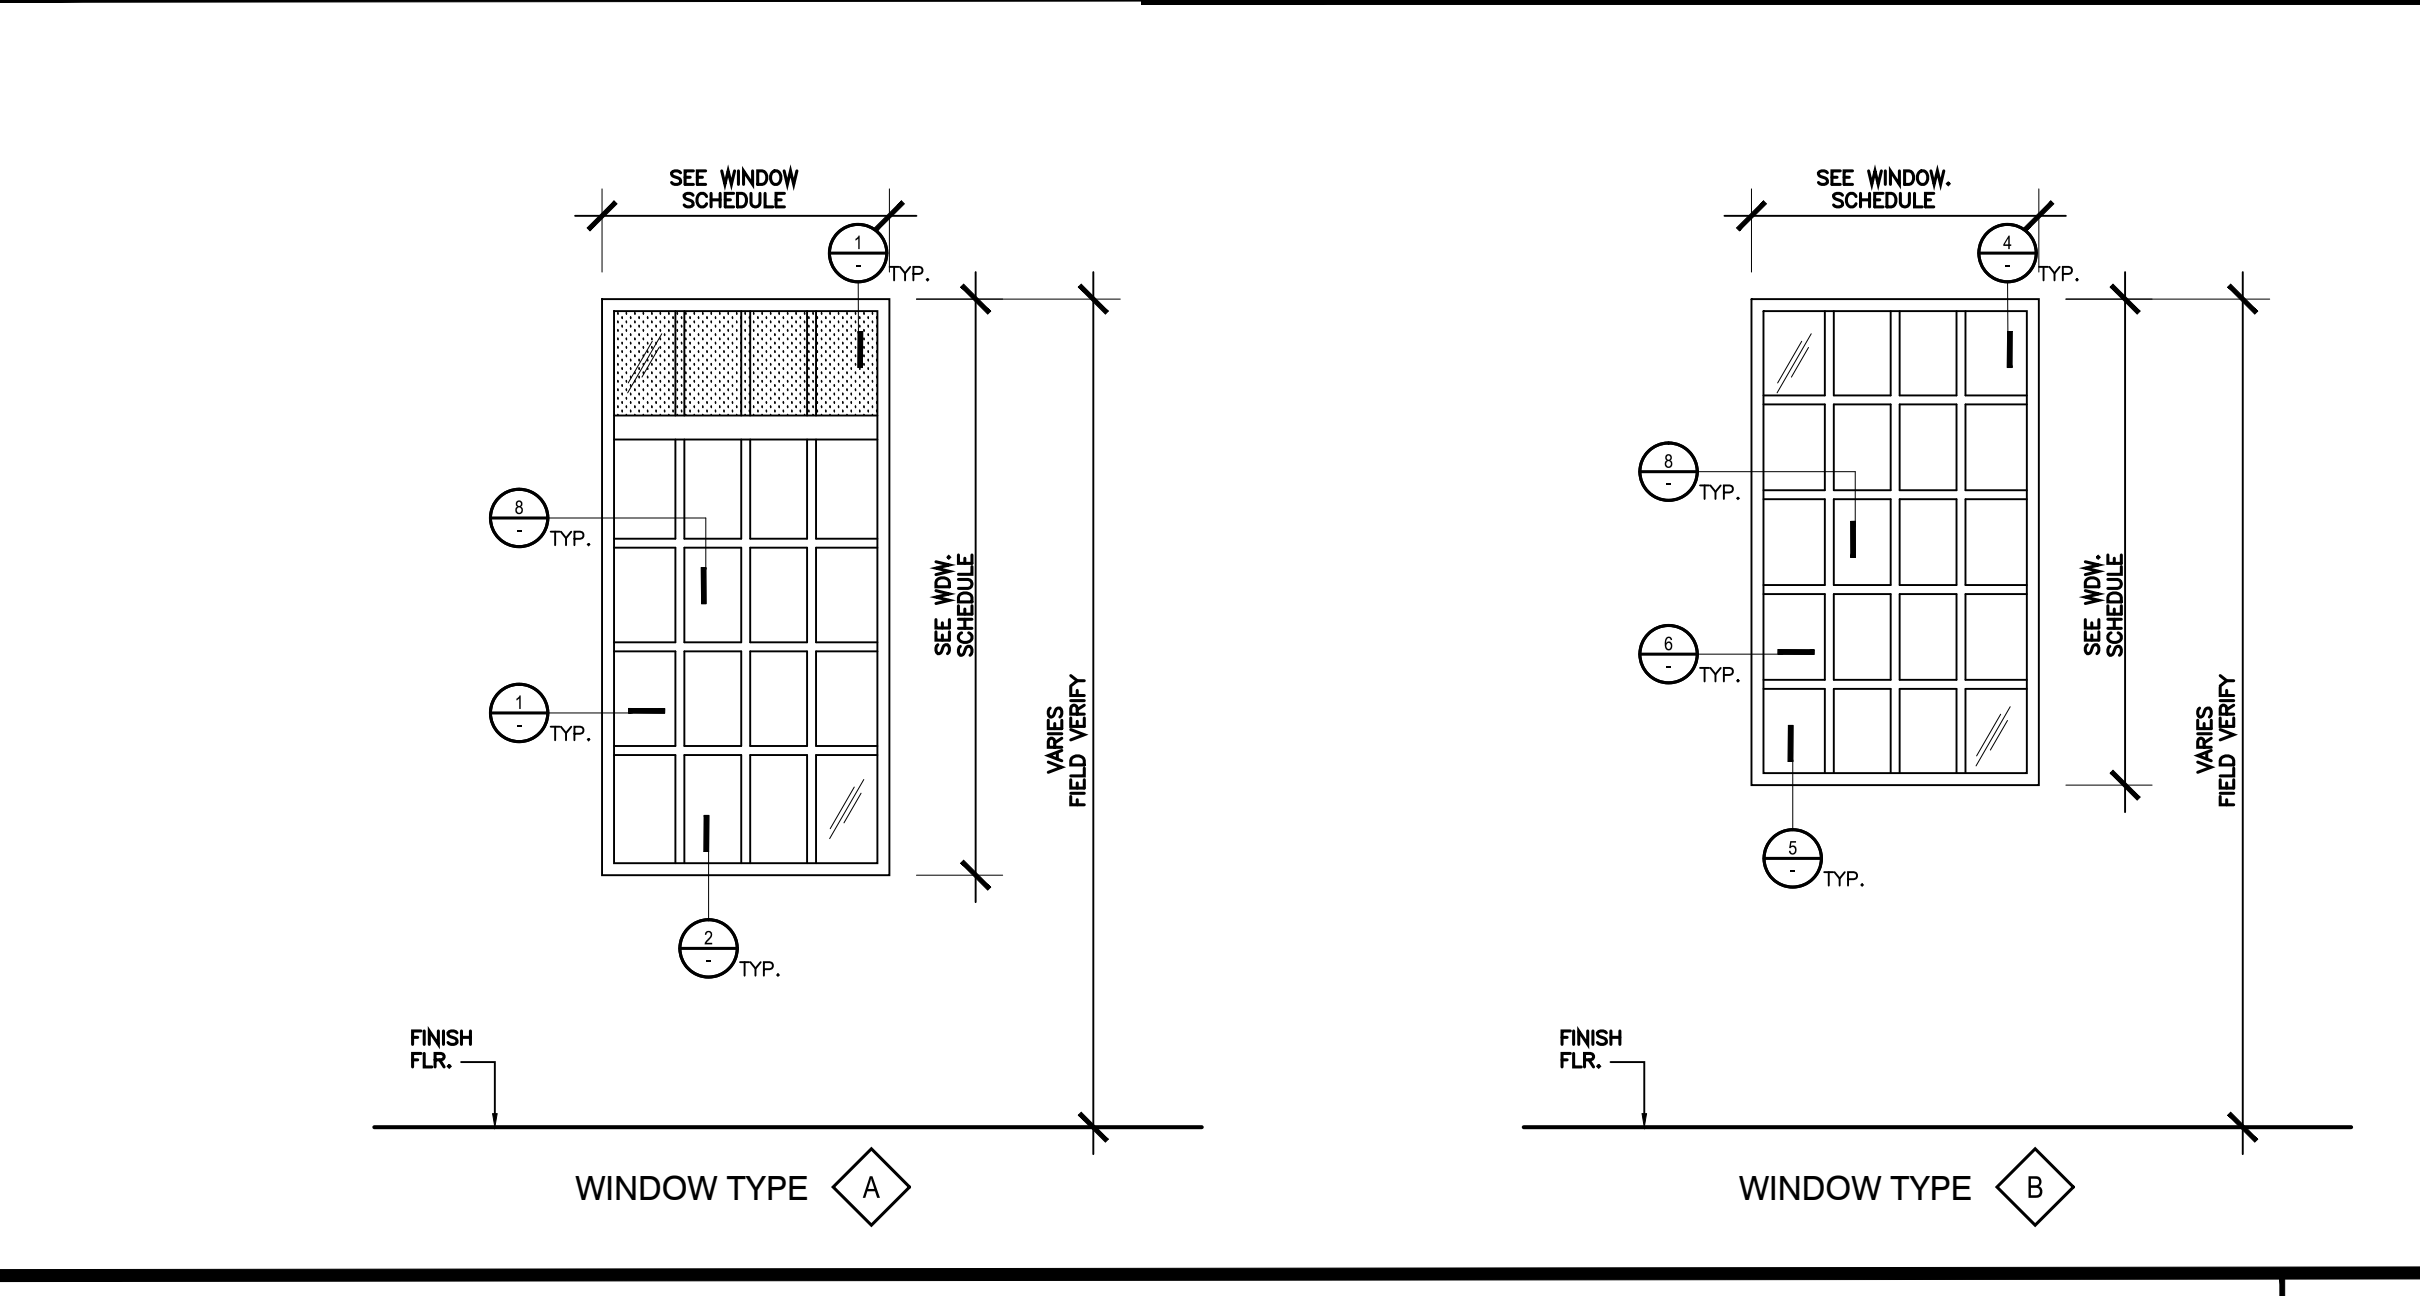 SEE WINDOW
SCHEDULE
1
-
TYP.
8
-
TYP.
1
-
TYP.
2
-
TYP.
SEE WDW.
SCHEDULE
VARIES
FIELD VERIFY
FINISH
FLR.
WINDOW TYPE A
SEE WINDOW.
SCHEDULE
4
-
TYP.
8
-
TYP.
6
-
TYP.
5
-
TYP.
SEE WDW.
SCHEDULE
VARIES
FIELD VERIFY
FINISH
FLR.
WINDOW TYPE B